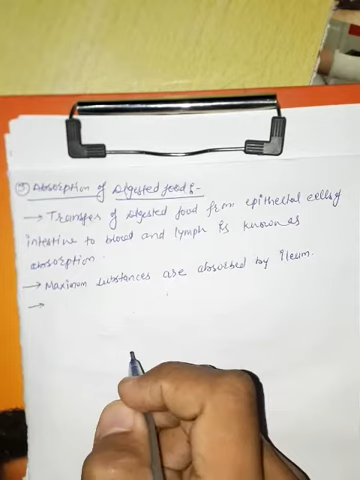 ⑤ Absorption of Digested food :-
→ Transfer of digested food from epithelial cells of
intestine to blood and lymph is known as
absorption.
→ Maximum substances are absorbed by ileum.
→